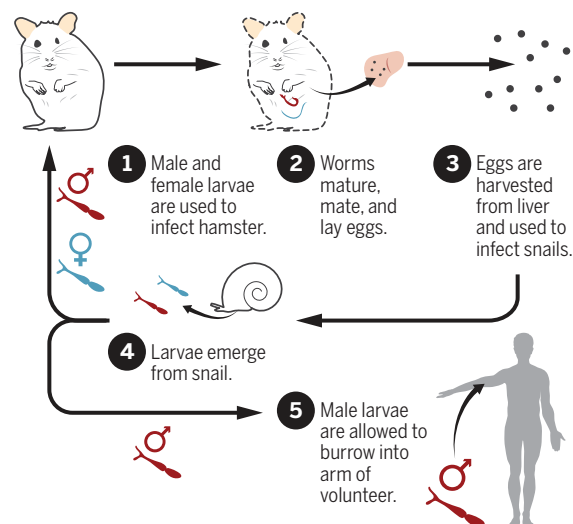 1 Male and
female larvae
are used to
infect hamster.
2 Worms
mature,
mate, and
lay eggs.
3 Eggs are
harvested
from liver
and used to
infect snails.
4 Larvae emerge
from snail.
5 Male larvae
are allowed to
burrow into
arm of
volunteer.